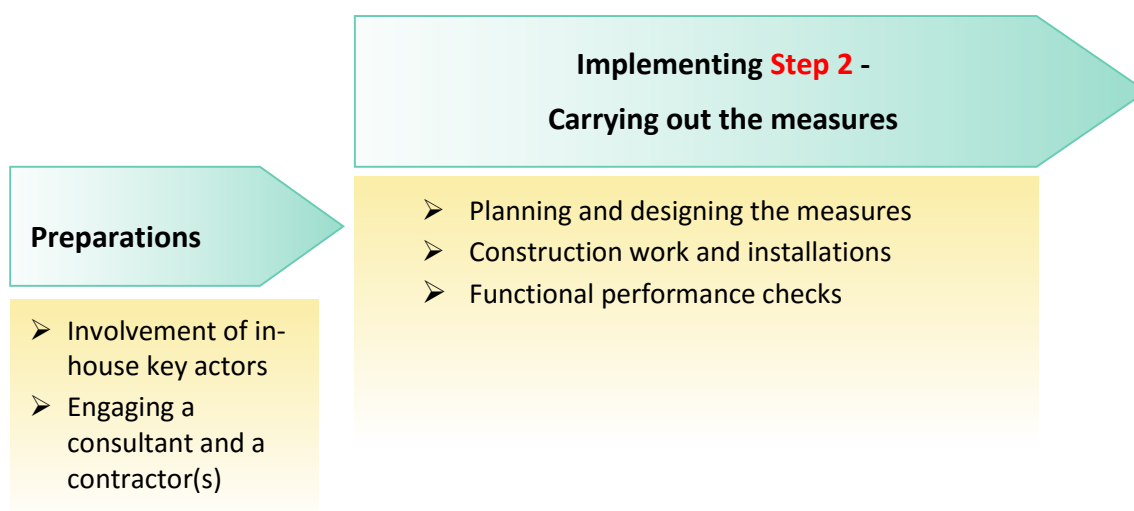 Implementing Step 2 -
Carrying out the measures
Preparations
➢ Planning and designing the measures
➢ Construction work and installations
➢ Functional performance checks
➢ Involvement of in-
house key actors
➢ Engaging a
consultant and a
contractor(s)